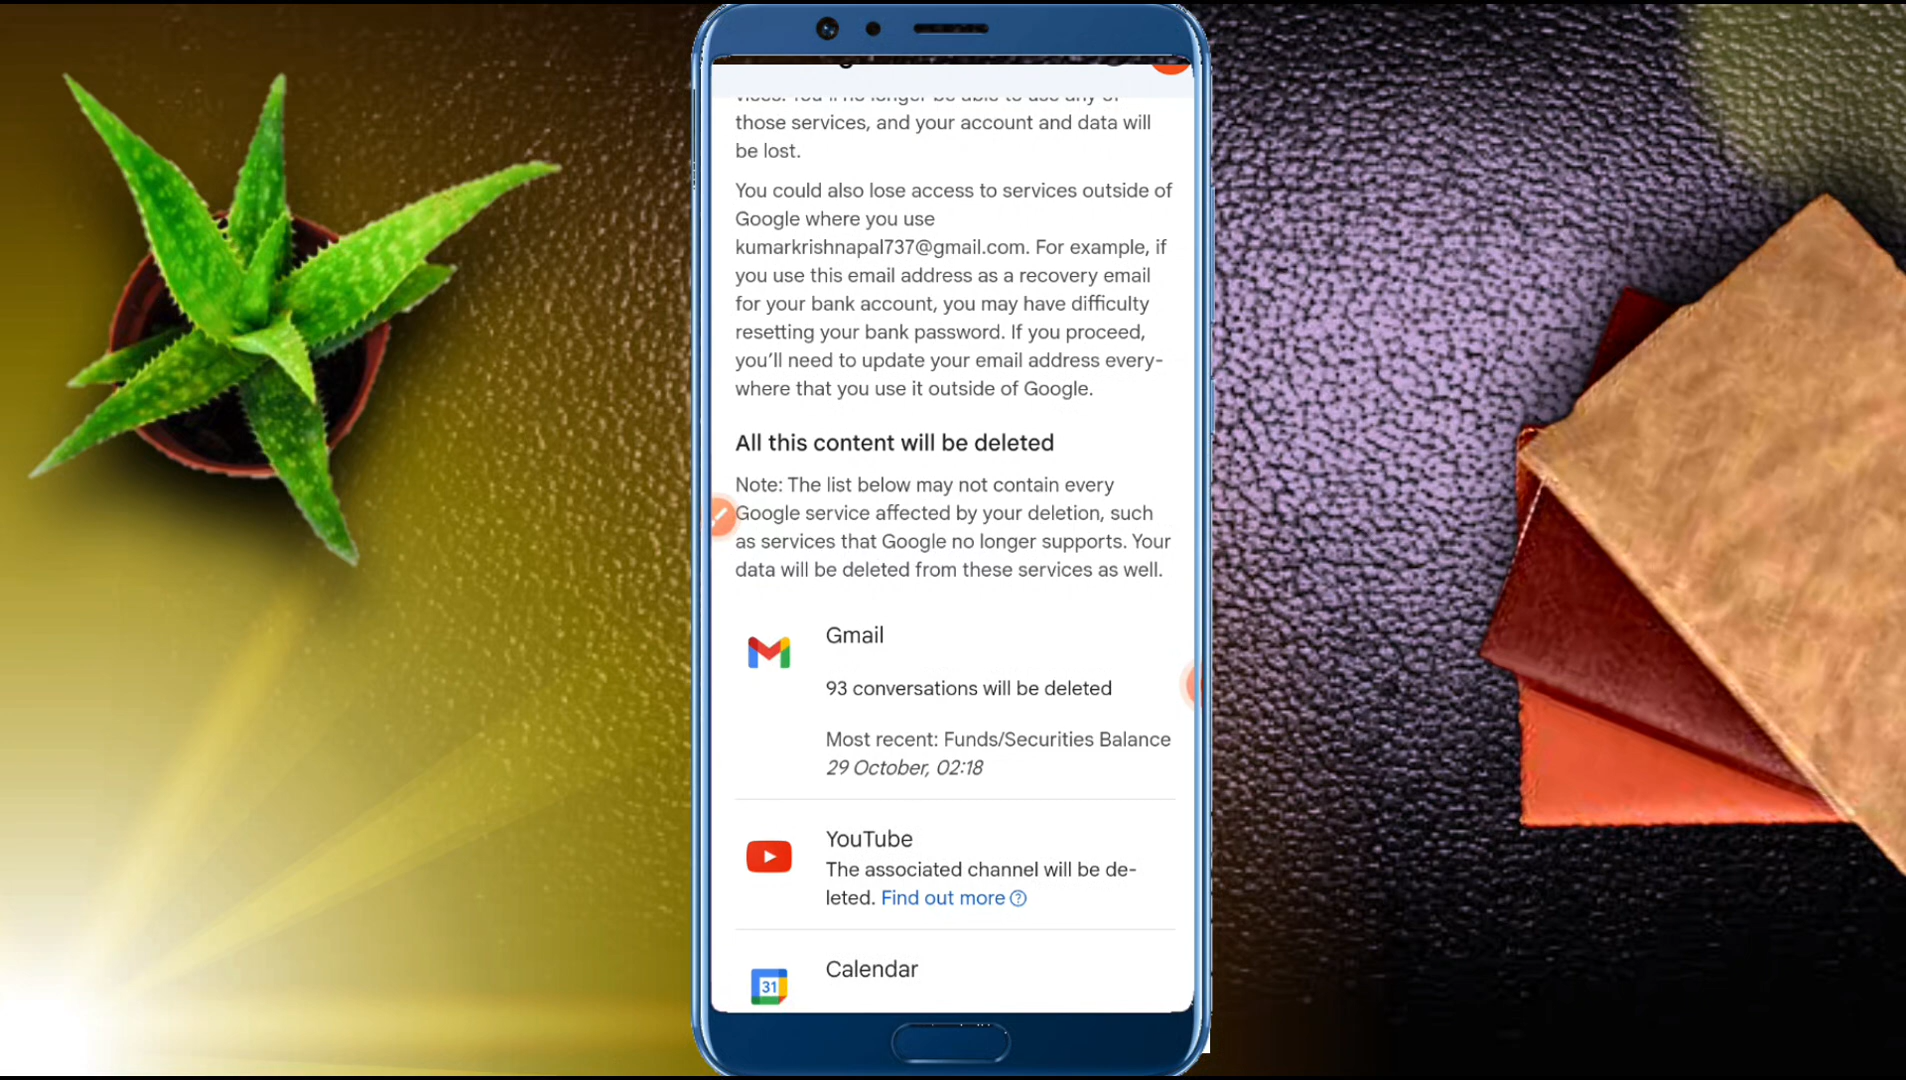 those services, and your account and data will
be lost.
You could also lose access to services outside of
Google where you use
kumarkrishnapal737@gmail.com. For example, if
you use this email address as a recovery email
for your bank account, you may have difficulty
resetting your bank password. If you proceed,
you'll need to update your email address every-
where that you use it outside of Google.
All this content will be deleted
Note: The list below may not contain every
Google service affected by your deletion, such
as services that Google no longer supports. Your
data will be deleted from these services as well.
Gmail
93 conversations will be deleted
Most recent: Funds/Securities Balance
29 October, 02:18
YouTube
The associated channel will be de-
leted. Find out more ?
Calendar
31